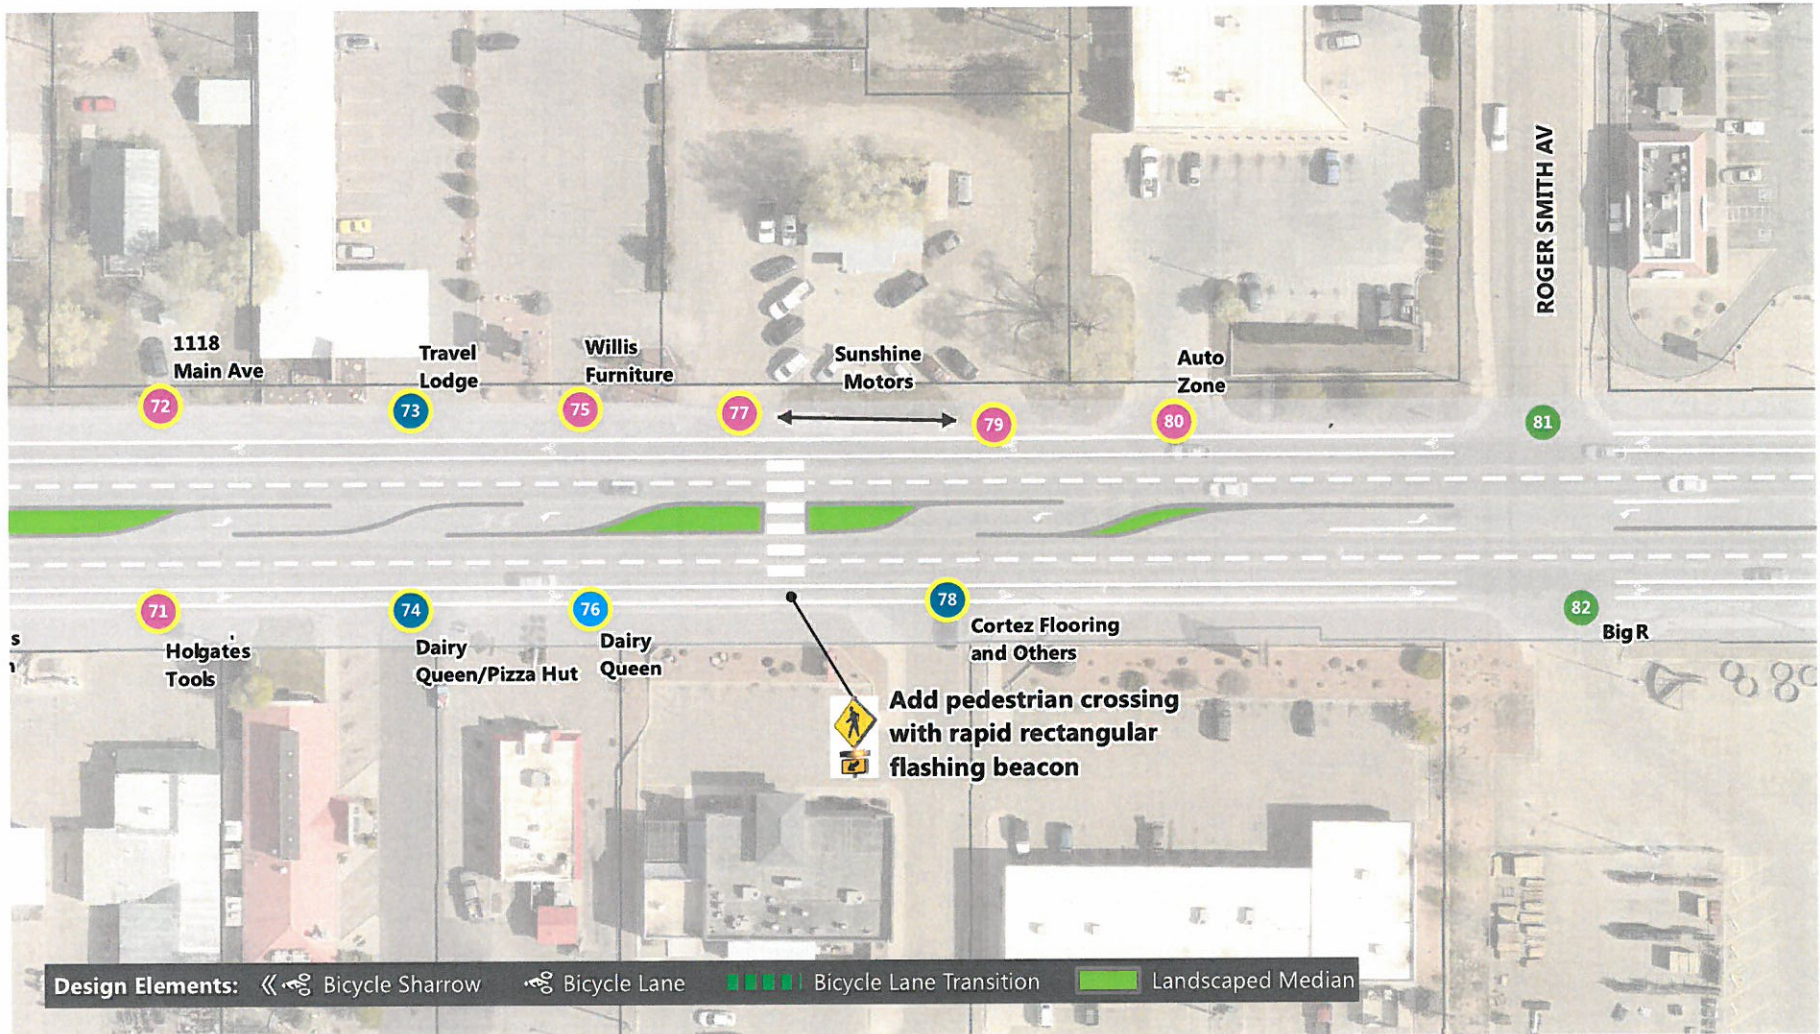 ROGER SMITH AV
1118
Main Ave
Travel
Lodge
Willis
Furniture
Sunshine
Motors
Auto
Zone
72
73
75
77
79
80
81
71
74
76
78
82
Holgate's
Tools
Dairy
Queen/Pizza Hut
Dairy
Queen
Cortez Flooring
and Others
Big R
Add pedestrian crossing
with rapid rectangular
flashing beacon
Design Elements: Bicycle Sharrow Bicycle Lane Bicycle Lane Transition Landscaped Median